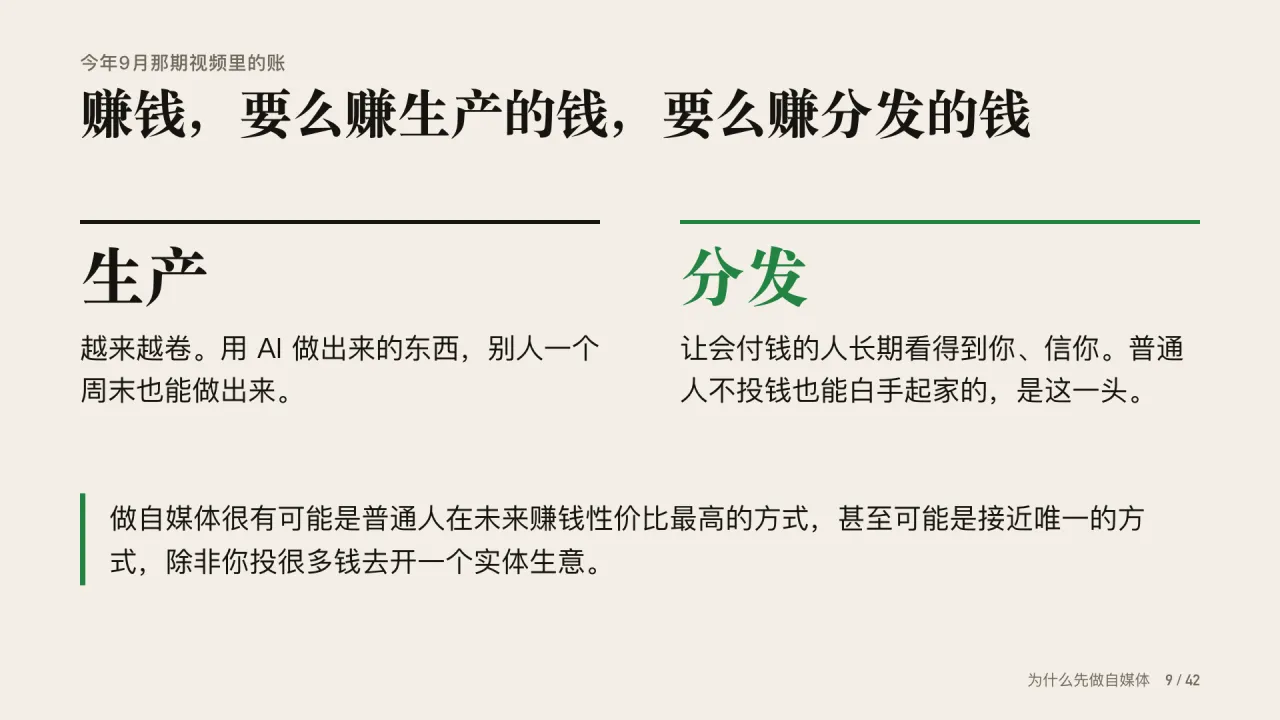 今年9月那期视频里的账
赚钱，要么赚生产的钱，要么赚分发的钱
生产
越来越卷。用 AI 做出来的东西，别人一个
周末也能做出来。
分发
让会付钱的人长期看得到你、信你。普通
人不投钱也能白手起家的，是这一头。
做自媒体很有可能是普通人在未来赚钱性价比最高的方式，甚至可能是接近唯一的方
式，除非你投很多钱去开一个实体生意。
为什么先做自媒体 9 / 42